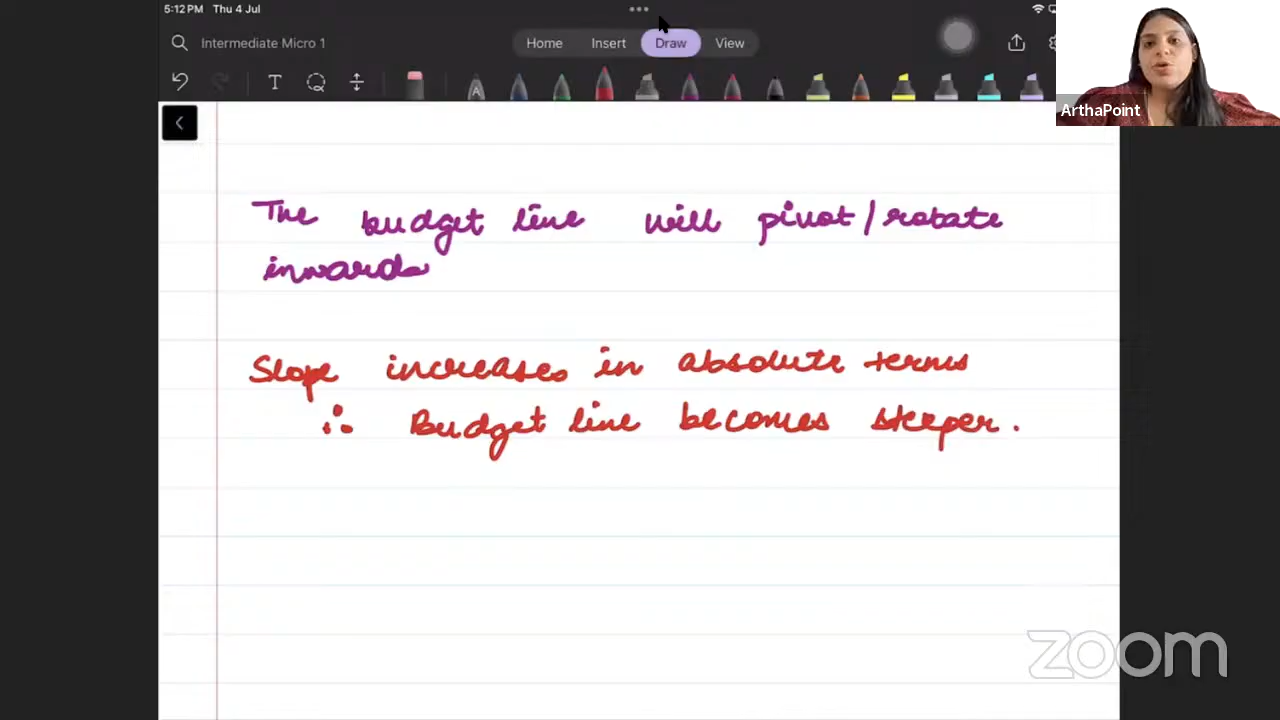 5:12 PM Thu 4 Jul
Intermediate Micro 1
Home Insert Draw View
T
A
ArthaPoint
The budget line will pivot/rotate
inwards
Slope increases in absolute terms
∴ Budget line becomes steeper.
zoom